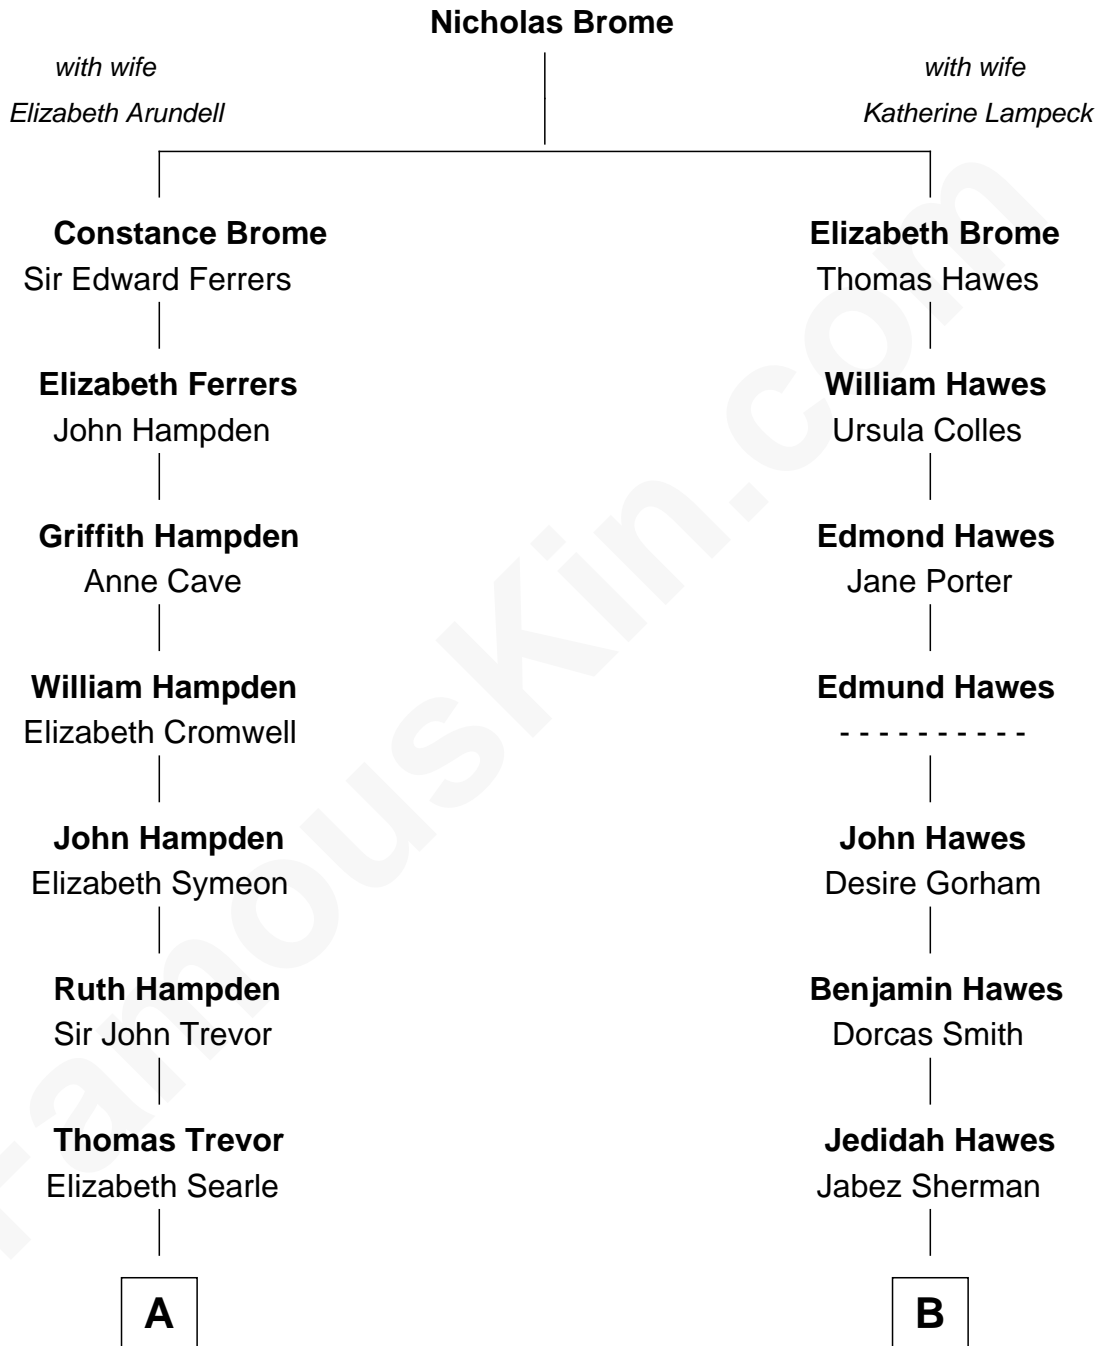 Nicholas Brome
with wife
Elizabeth Arundell
with wife
Katherine Lampeck
Constance Brome
Sir Edward Ferrers
Elizabeth Brome
Thomas Hawes
Elizabeth Ferrers
John Hampden
William Hawes
Ursula Colles
Griffith Hampden
Anne Cave
Edmond Hawes
Jane Porter
William Hampden
Elizabeth Cromwell
Edmund Hawes
- - - - - - - - - -
John Hampden
Elizabeth Symeon
John Hawes
Desire Gorham
Ruth Hampden
Sir John Trevor
Benjamin Hawes
Dorcas Smith
Thomas Trevor
Elizabeth Searle
Jedidah Hawes
Jabez Sherman
A
B
FamousKin.com